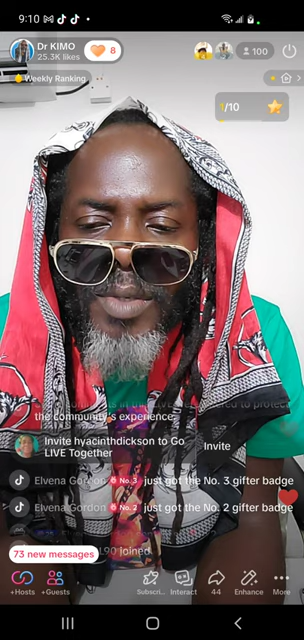 9:10
Dr KIMO
25.3K likes
8
100
Weekly Ranking
1/10
the community's experience.
Invite hyacinthdickson to Go
LIVE Together
Invite
Elvena Gordon No. 3 just got the No. 3 gifter badge
Elvena Gordon No. 2 just got the No. 2 gifter badge
73 new messages
joined
+Hosts
+Guests
Subscri...
Interact
44
Enhance
More